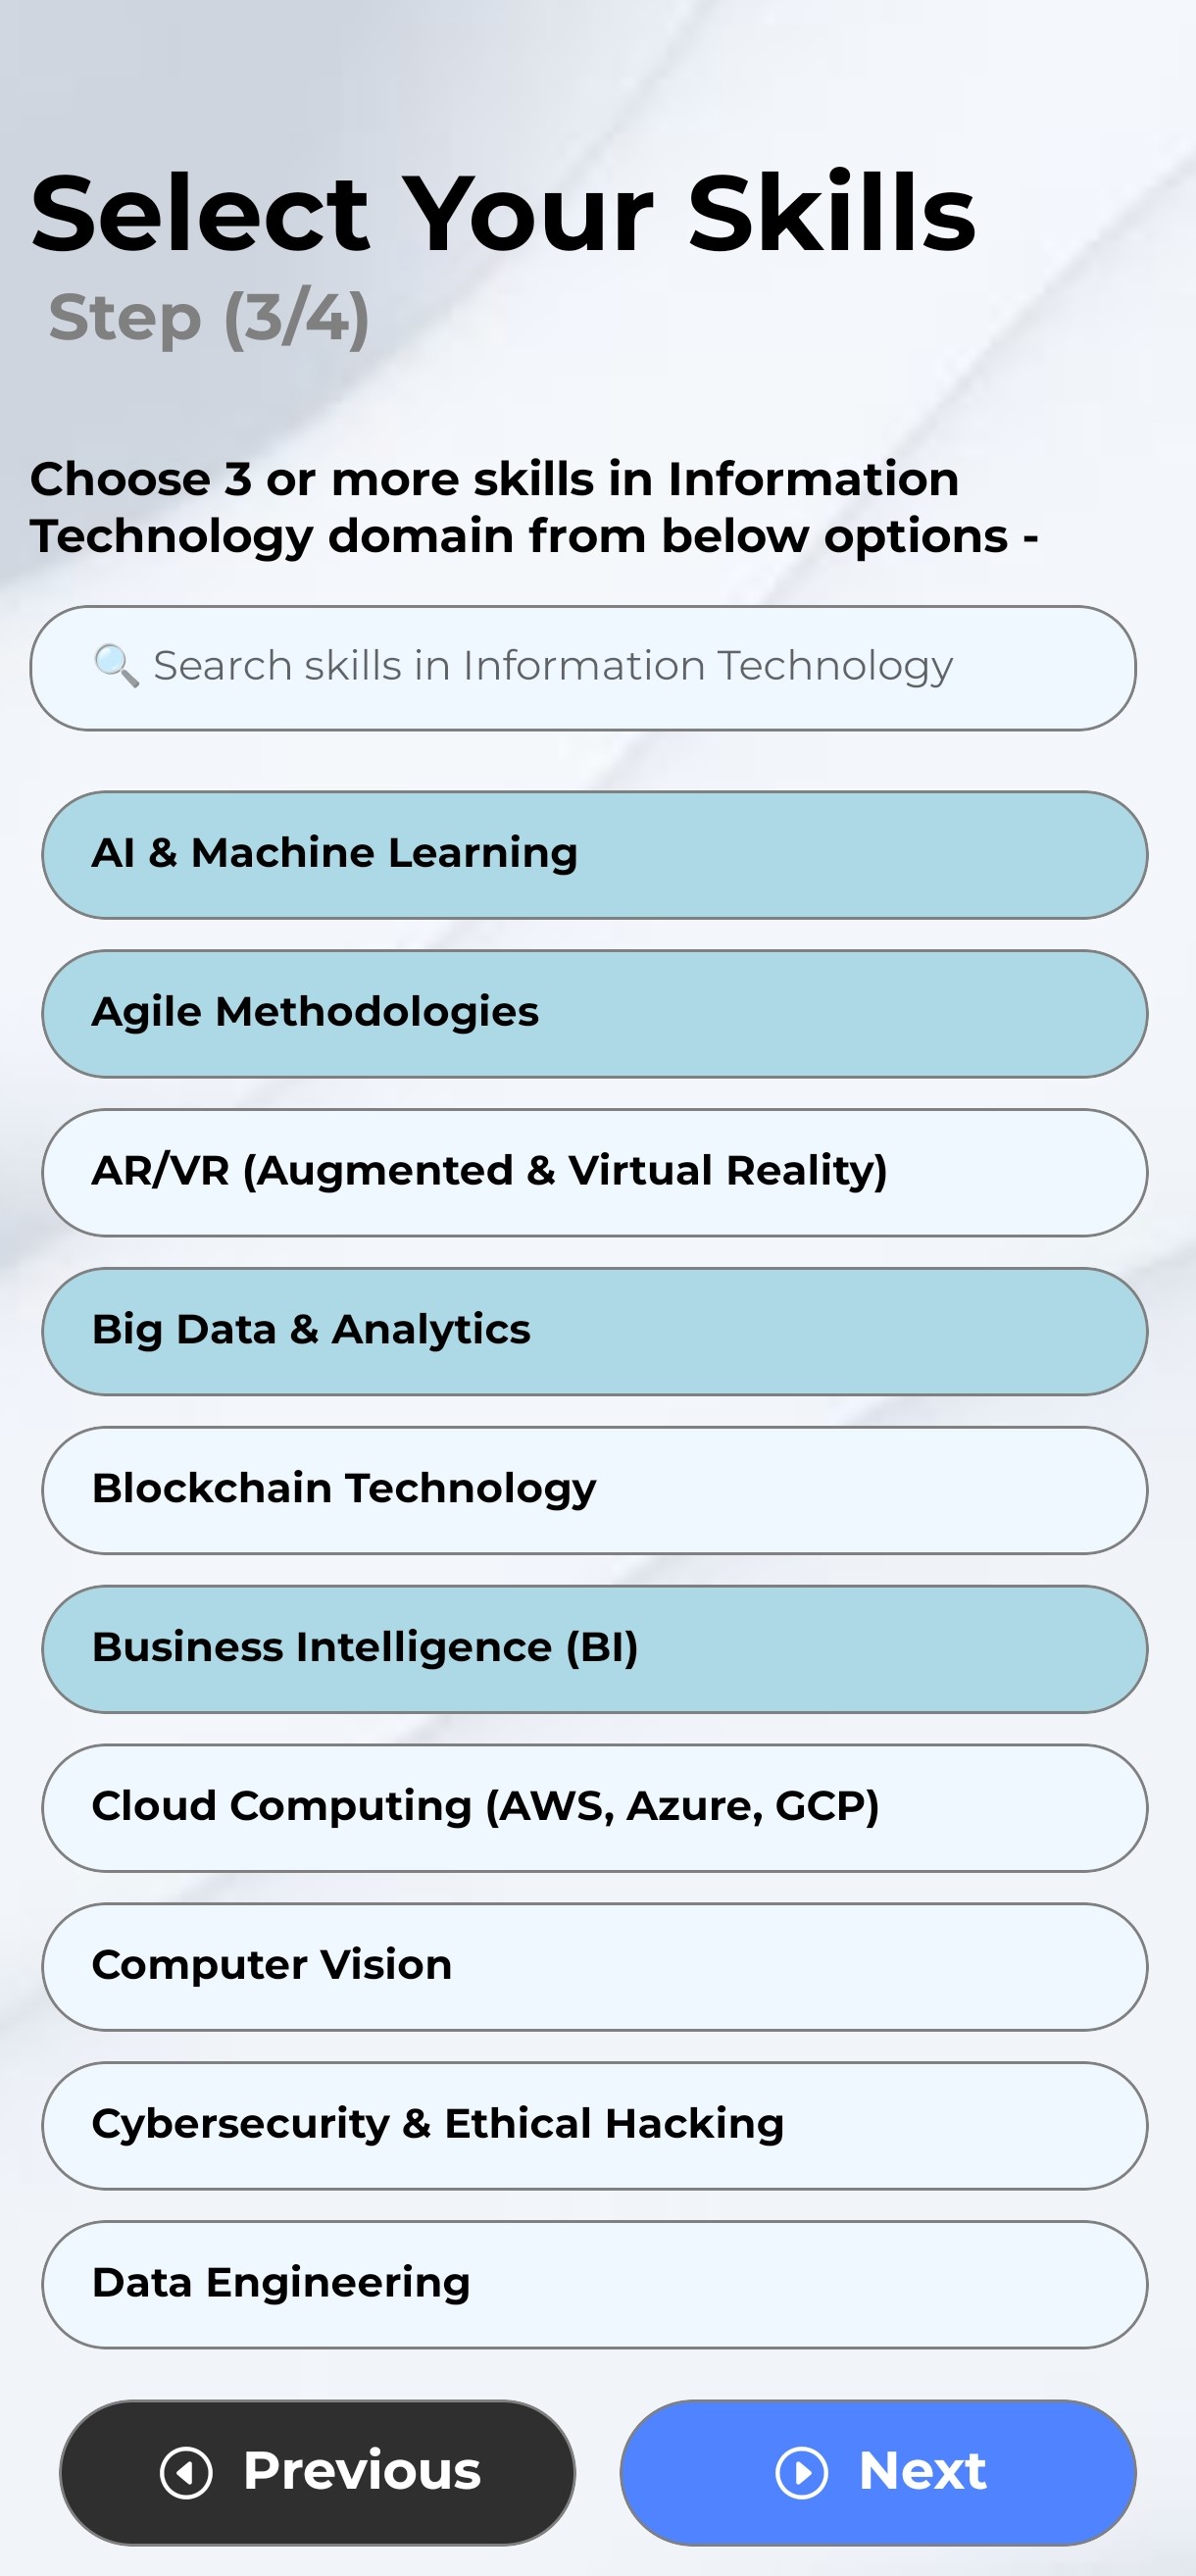 Select Your Skills
Step (3/4)
Choose 3 or more skills in Information
Technology domain from below options -
🔍 Search skills in Information Technology
AI & Machine Learning
Agile Methodologies
AR/VR (Augmented & Virtual Reality)
Big Data & Analytics
Blockchain Technology
Business Intelligence (BI)
Cloud Computing (AWS, Azure, GCP)
Computer Vision
Cybersecurity & Ethical Hacking
Data Engineering
Previous
Next